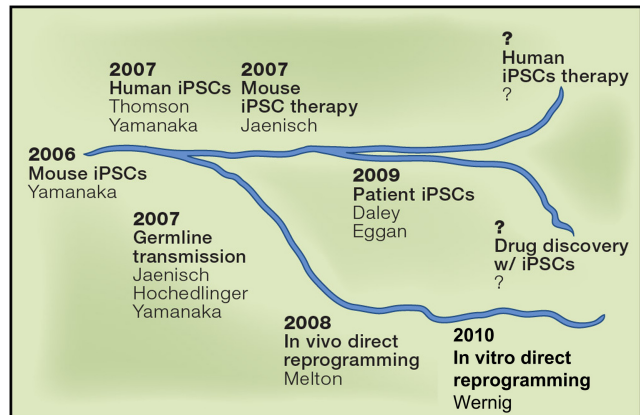 2006
Mouse iPSCs
Yamanaka
2007
Human iPSCs
Thomson
Yamanaka
2007
Mouse
iPSC therapy
Jaenisch
2007
Germline
transmission
Jaenisch
Hochedlinger
Yamanaka
2008
In vivo direct
reprogramming
Melton
2009
Patient iPSCs
Daley
Eggan
2010
In vitro direct
reprogramming
Wernig
?
Human
iPSCs therapy
?
?
Drug discovery
w/ iPSCs
?